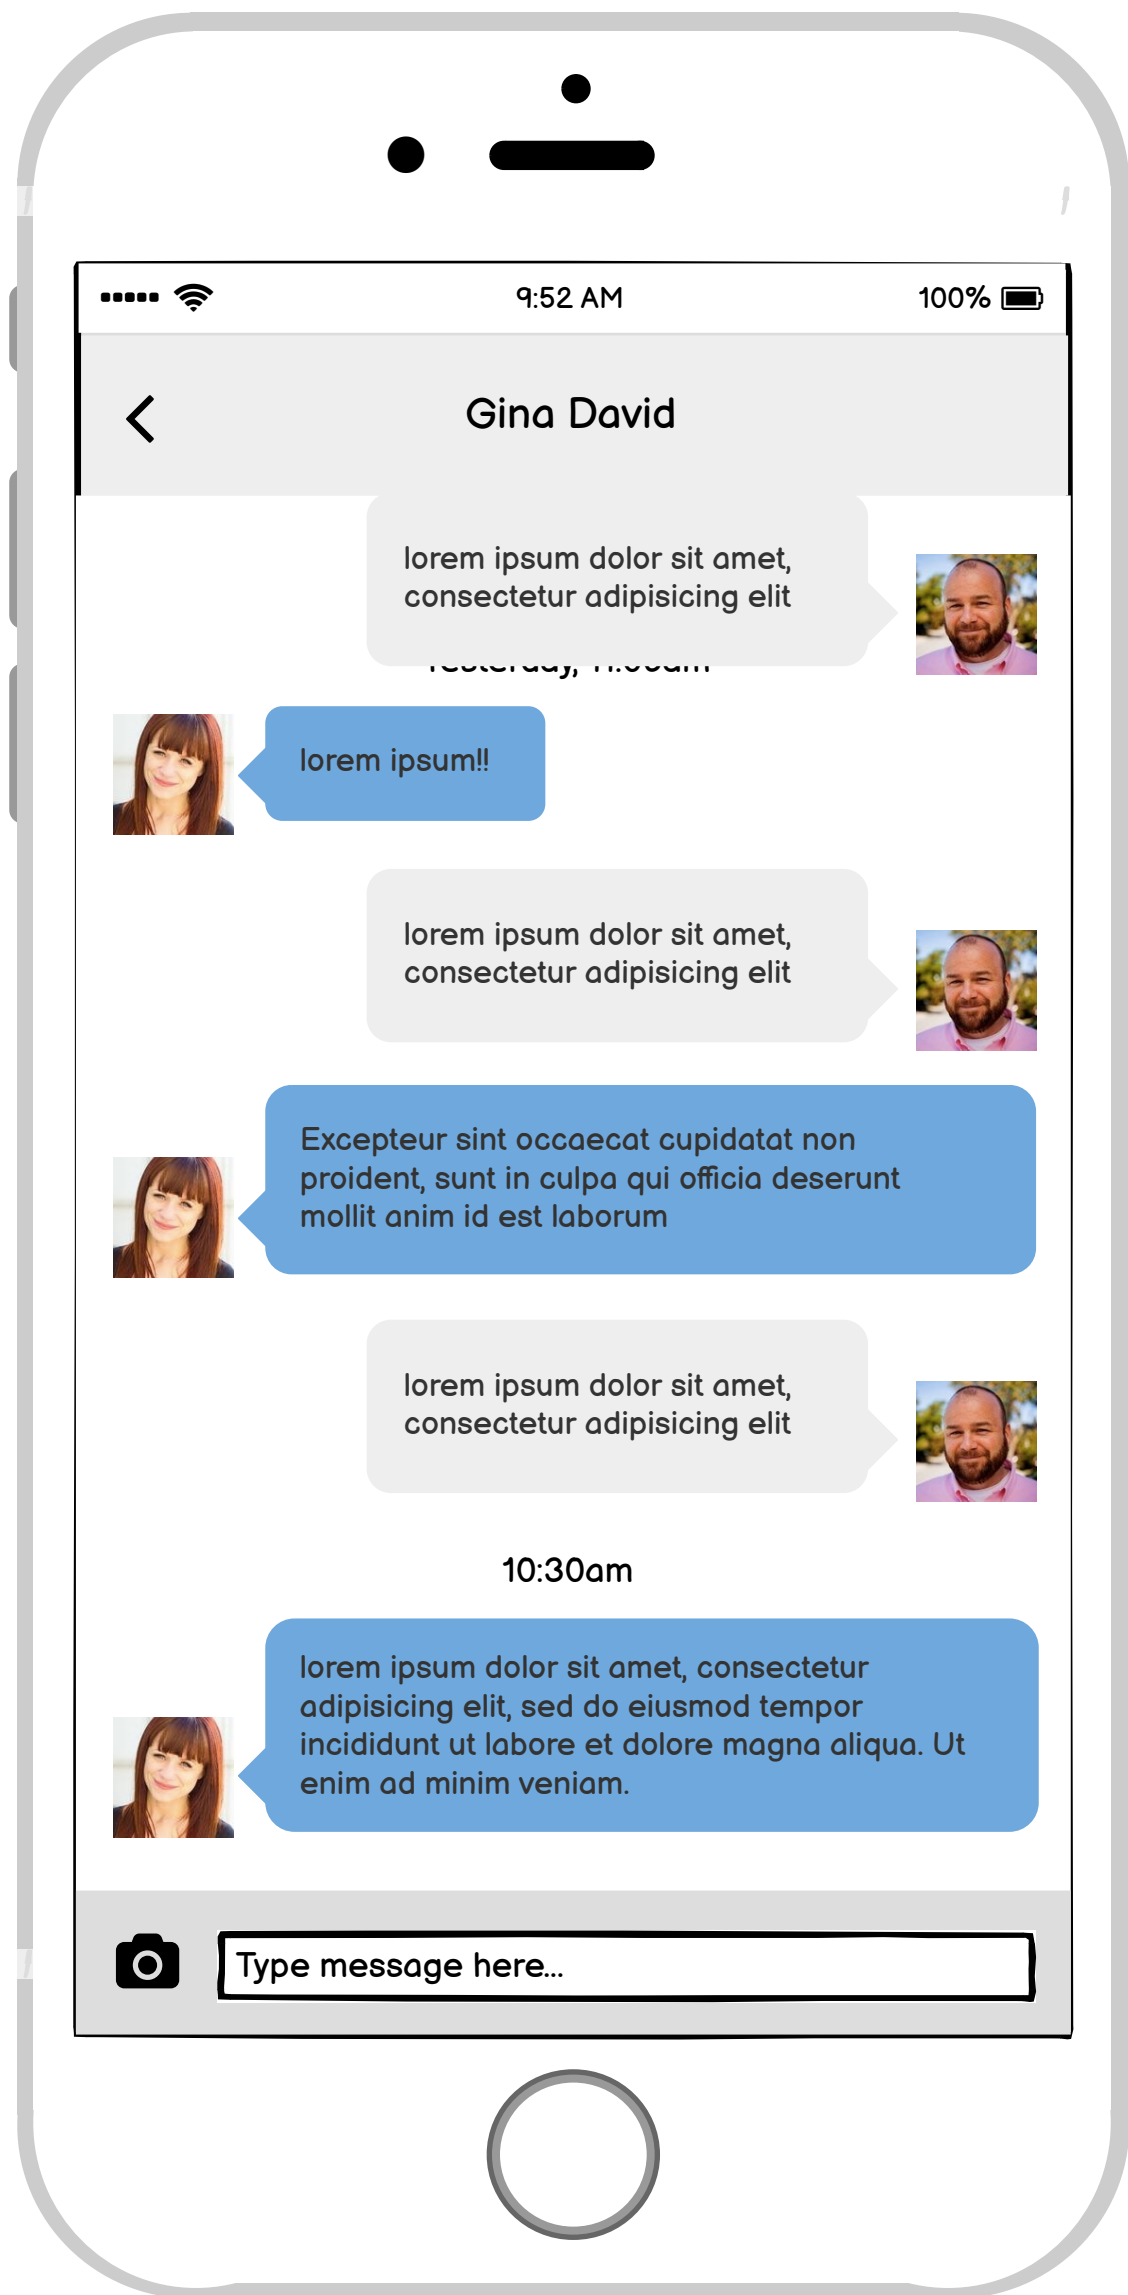 9:52 AM
100%
Gina David
lorem ipsum dolor sit amet,
consectetur adipisicing elit
Yesterday,
lorem ipsum!!
lorem ipsum dolor sit amet,
consectetur adipisicing elit
Excepteur sint occaecat cupidatat non
proident, sunt in culpa qui officia deserunt
mollit anim id est laborum
lorem ipsum dolor sit amet,
consectetur adipisicing elit
10:30am
lorem ipsum dolor sit amet, consectetur
adipisicing elit, sed do eiusmod tempor
incididunt ut labore et dolore magna aliqua. Ut
enim ad minim veniam.
Type message here...